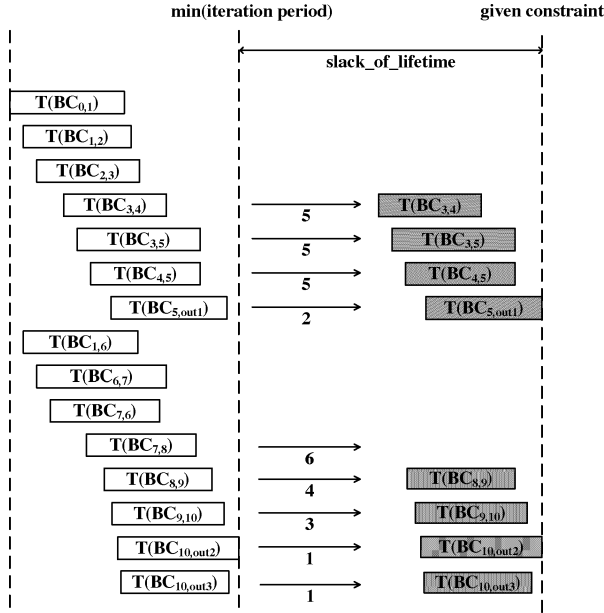 min(iteration period) given constraint
slack_of_lifetime
T(BC0,1)
T(BC1,2)
T(BC2,3)
T(BC3,4) 5 T(BC3,4)
T(BC3,5) 5 T(BC3,5)
T(BC4,5) 5 T(BC4,5)
T(BC5,out1) 2 T(BC5,out1)
T(BC1,6)
T(BC6,7)
T(BC7,6)
T(BC7,8) 6
T(BC8,9) 4 T(BC8,9)
T(BC9,10) 3 T(BC9,10)
T(BC10,out2) 1 T(BC10,out2)
T(BC10,out3) 1 T(BC10,out3)